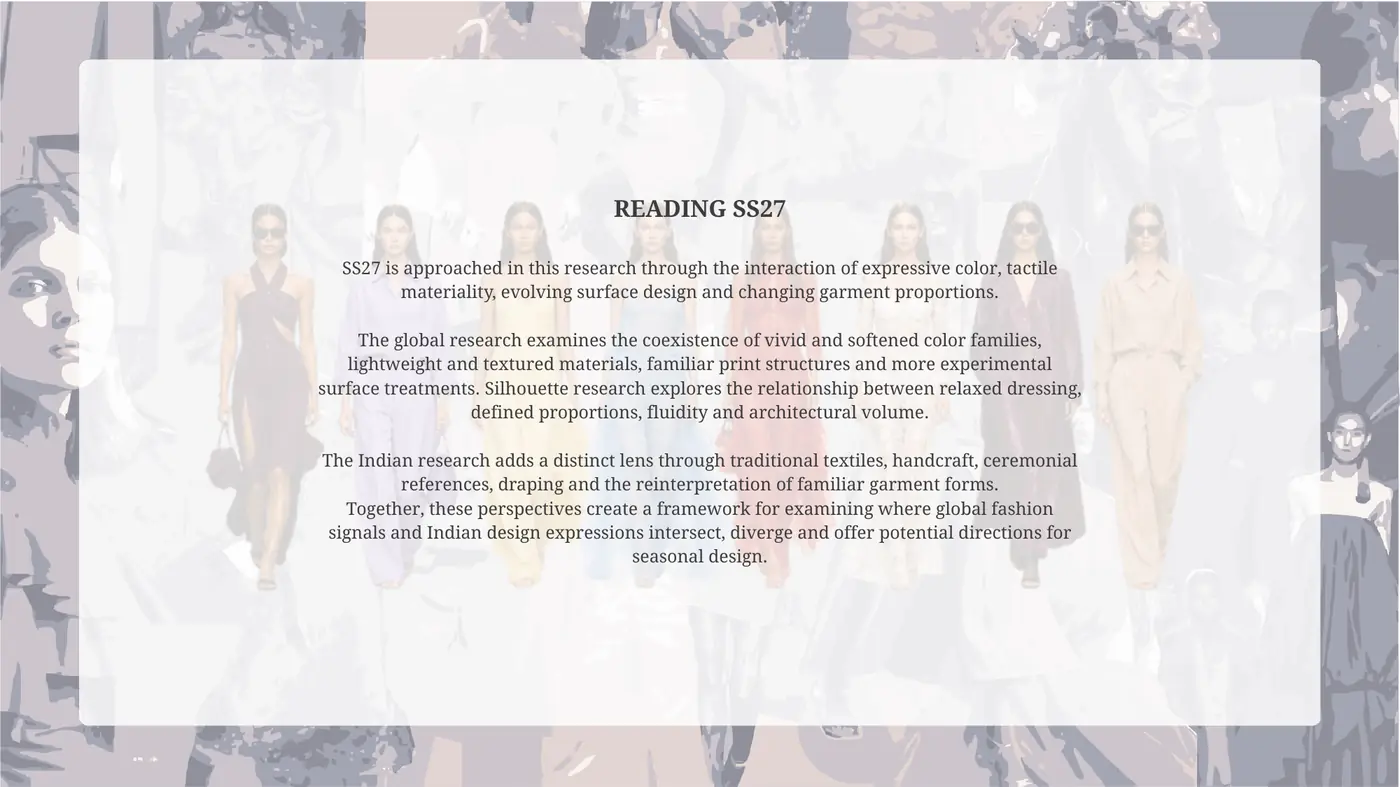 READING SS27
SS27 is approached in this research through the interaction of expressive color, tactile
materiality, evolving surface design and changing garment proportions.
The global research examines the coexistence of vivid and softened color families,
lightweight and textured materials, familiar print structures and more experimental
surface treatments. Silhouette research explores the relationship between relaxed dressing,
defined proportions, fluidity and architectural volume.
The Indian research adds a distinct lens through traditional textiles, handcraft, ceremonial
references, draping and the reinterpretation of familiar garment forms.
Together, these perspectives create a framework for examining where global fashion
signals and Indian design expressions intersect, diverge and offer potential directions for
seasonal design.